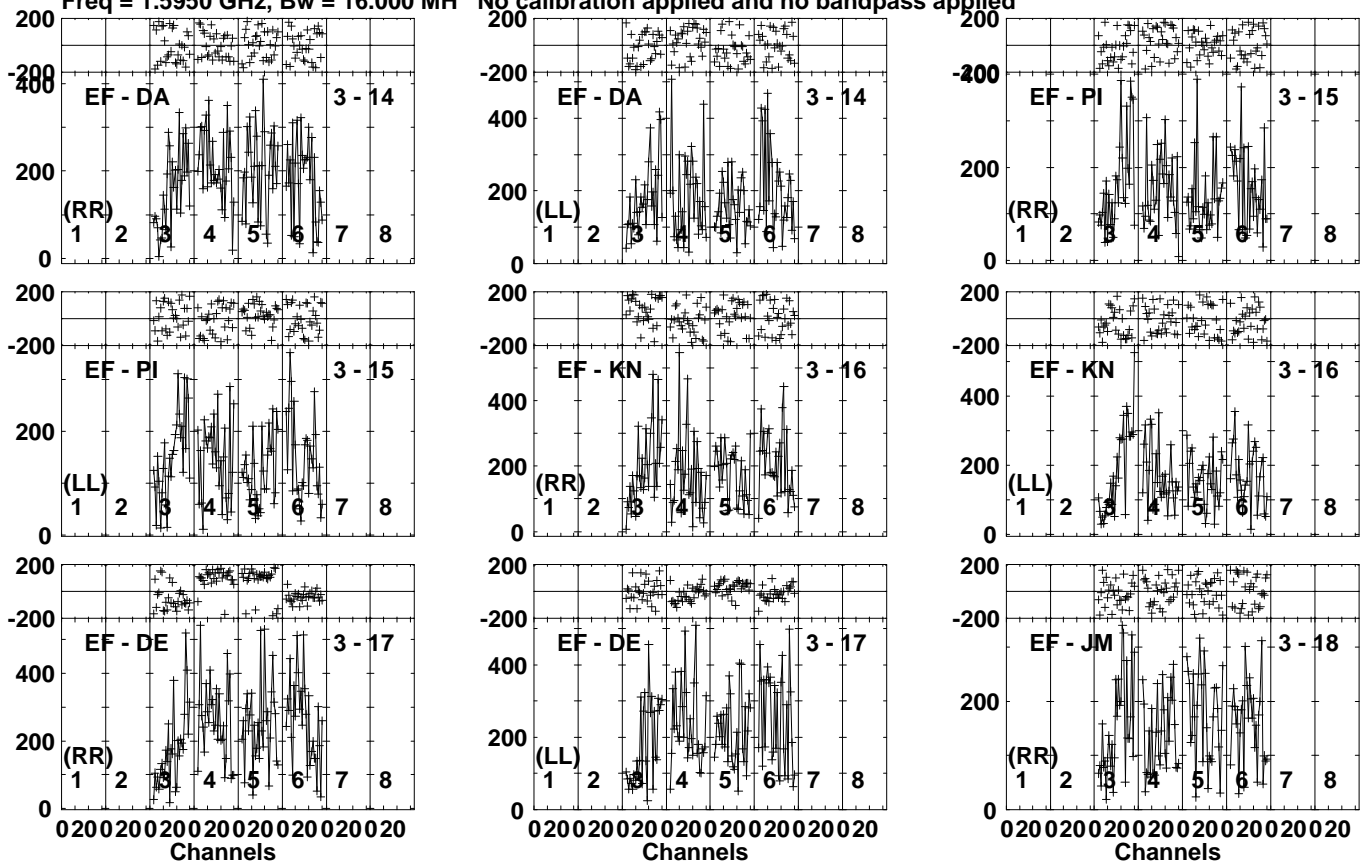 Freq = 1.5950 GHz, Bw = 16.000 MH No calibration applied and no bandpass applied
200 200 200
-200 -200 -200
400 400 400
EF - DA 3 - 14 EF - DA 3 - 14 EF - PI 3 - 15
200 200 200
(RR) (LL) (RR)
1 2 3 4 5 6 7 8 1 2 3 4 5 6 7 8 1 2 3 4 5 6 7 8
0 0 0
200 200 200
-200 -200 -200
EF - PI 3 - 15 EF - KN 3 - 16 EF - KN 3 - 16
400 400
200 200 200
(LL) (RR) (LL)
1 2 3 4 5 6 7 8 1 2 3 4 5 6 7 8 1 2 3 4 5 6 7 8
0 0 0
200 200 200
-200 -200 -200
EF - DE 3 - 17 EF - DE 3 - 17 EF - JM 3 - 18
400 400
200 200 200
(RR) (LL) (RR)
1 2 3 4 5 6 7 8 1 2 3 4 5 6 7 8 1 2 3 4 5 6 7 8
0 0 0
0 20 0 20 0 20 0 20 0 20 0 20 0 20 0 20 0 20 0 20 0 20 0 20 0 20 0 20 0 20 0 20 0 20 0 20 0 20 0 20 0 20 0 20 0 20 0 20
Channels Channels Channels